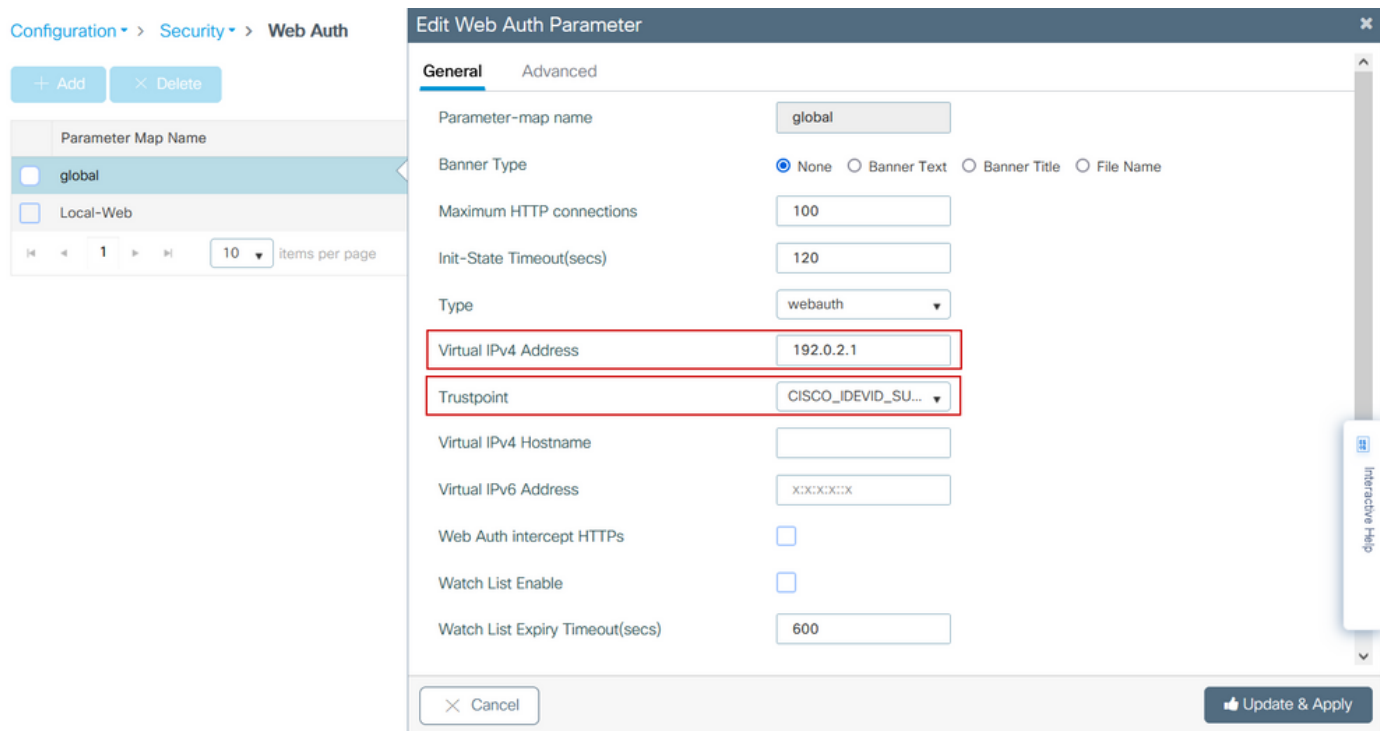 Configuration > Security > Web Auth
+ Add × Delete
Parameter Map Name
global
Local-Web
1 10 items per page
Edit Web Auth Parameter
General Advanced
Parameter-map name global
Banner Type None Banner Text Banner Title File Name
Maximum HTTP connections 100
Init-State Timeout(secs) 120
Type webauth
Virtual IPv4 Address 192.0.2.1
Trustpoint CISCO_IDEVID_SU...
Virtual IPv4 Hostname
Virtual IPv6 Address x:x:x:x::x
Web Auth intercept HTTPs
Watch List Enable
Watch List Expiry Timeout(secs) 600
Interactive Help
× Cancel Update & Apply